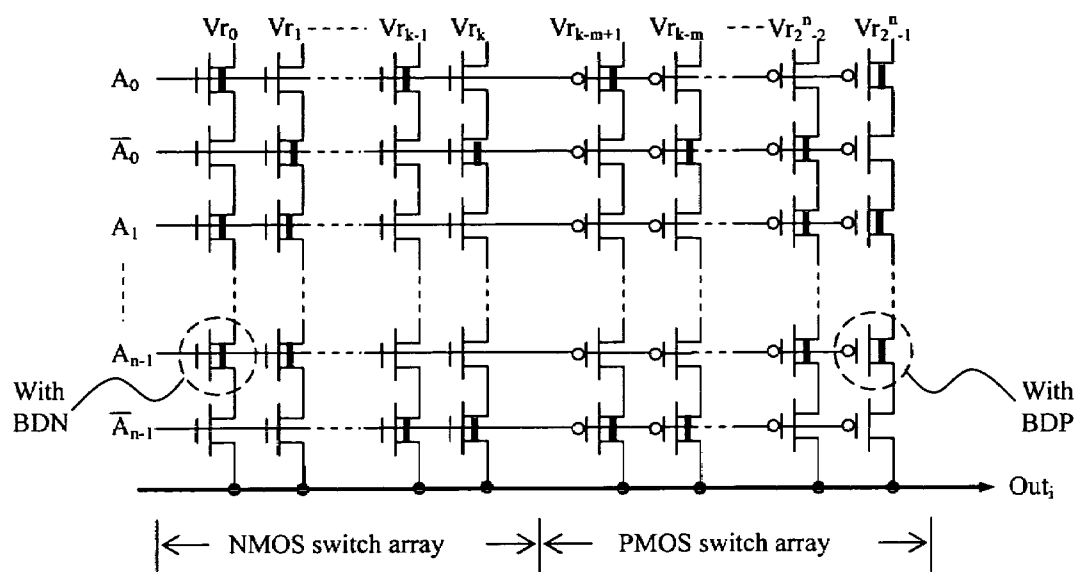 Vr₀ Vr₁ Vrₖ₋₁ Vrₖ Vrₖ₋ₘ₊₁ Vrₖ₋ₘ Vr₂ⁿ₋₂ Vr₂ⁿ₋₁
A₀
A̅₀
A₁
Aₙ₋₁
With
BDN
With
BDP
A̅ₙ₋₁
Outᵢ
NMOS switch array PMOS switch array